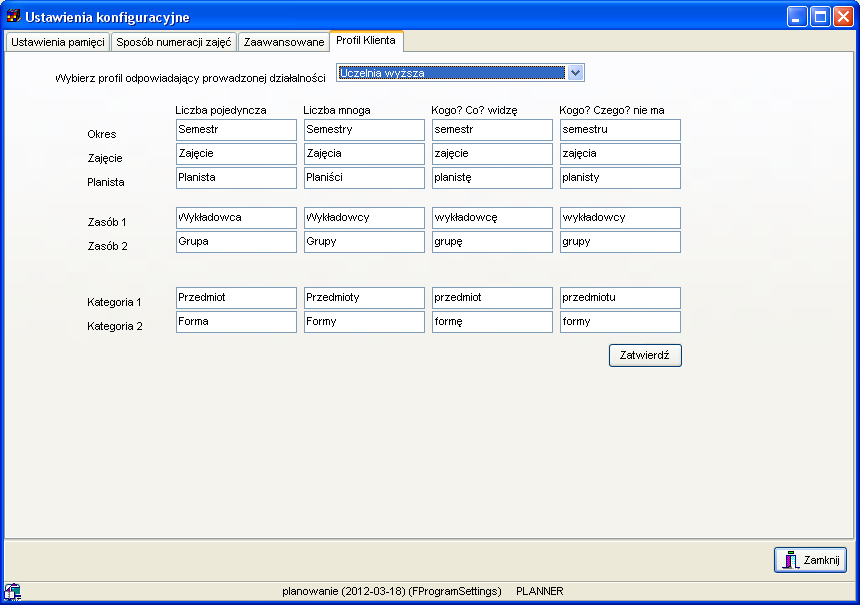 Ustawienia konfiguracyjne
Ustawienia pamięci Sposób numeracji zajęć Zaawansowane Profil Klienta
Wybierz profil odpowiadający prowadzonej działalności Uczelnia wyższa
Liczba pojedyncza Liczba mnoga Kogo? Co? widzę Kogo? Czego? nie ma
Okres Semestr Semestry semestr semestru
Zajęcie Zajęcie Zajęcia zajęcie zajęcia
Planista Planista Planiści planistę planisty
Zasób 1 Wykładowca Wykładowcy wykładowcę wykładowcy
Zasób 2 Grupa Grupy grupę grupy
Kategoria 1 Przedmiot Przedmioty przedmiot przedmiotu
Kategoria 2 Forma Formy formę formy
Zatwierdź
Zamknij
planowanie (2012-03-18) (FProgramSettings) PLANNER